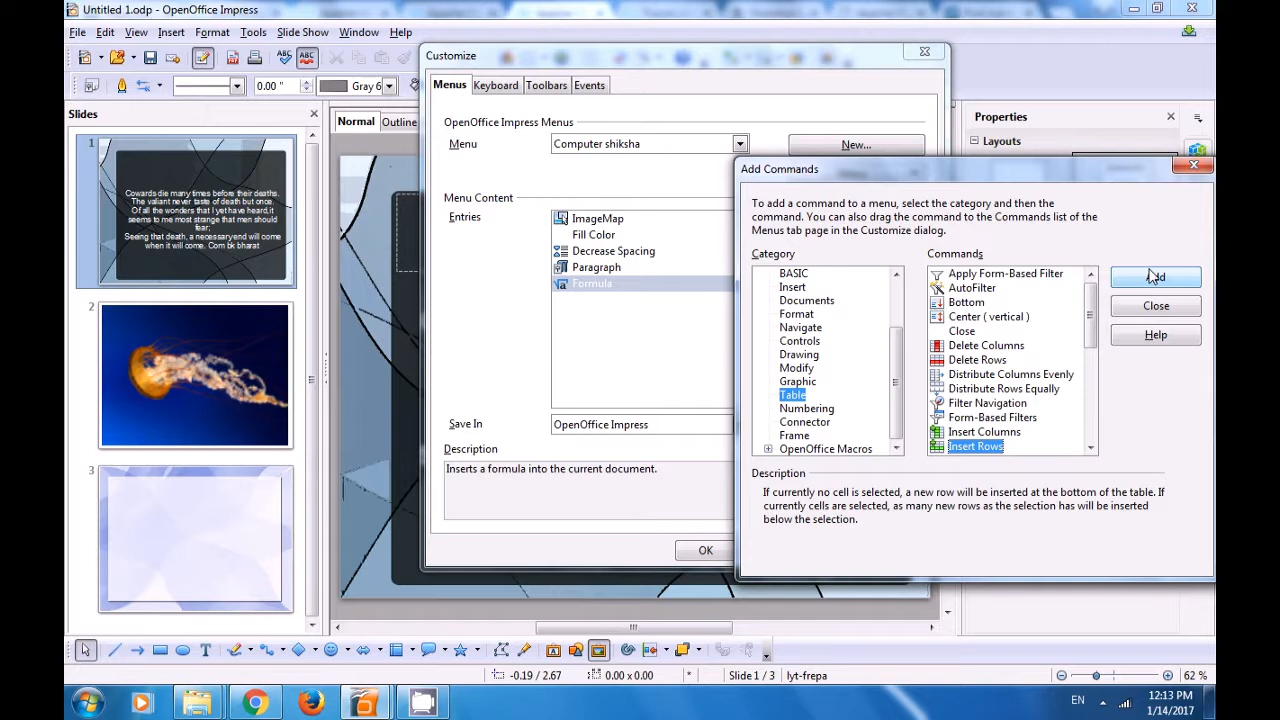 Untitled 1.odp - OpenOffice Impress
File Edit View Insert Format Tools Slide Show Window Help
0.00 " Gray 6
Slides
1
Cowards die many times before their deaths.
The valiant never taste of death but once.
Of all the wonders that I yet have heard,it
seems to me most strange that men should
fear;
Seeing that death, a necessaryend will come
when it will come. Com bk bharat
2
3
Normal Outline
Customize
Menus Keyboard Toolbars Events
OpenOffice Impress Menus
Menu Computer shiksha New...
Menu Content
Entries ImageMap
Fill Color
Decrease Spacing
Paragraph
Formula
Save In OpenOffice Impress
Description
Inserts a formula into the current document.
OK
Properties
Layouts
Add Commands
To add a command to a menu, select the category and then the
command. You can also drag the command to the Commands list of the
Menus tab page in the Customize dialog.
Category
BASIC
Insert
Documents
Format
Navigate
Controls
Drawing
Modify
Graphic
Table
Numbering
Connector
Frame
OpenOffice Macros
Commands
Apply Form-Based Filter
AutoFilter
Bottom
Center ( vertical )
Close
Delete Columns
Delete Rows
Distribute Columns Evenly
Distribute Rows Equally
Filter Navigation
Form-Based Filters
Insert Columns
Insert Rows
Add
Close
Help
Description
If currently no cell is selected, a new row will be inserted at the bottom of the table. If
currently cells are selected, as many new rows as the selection has will be inserted
below the selection.
-0.19 / 2.67 0.00 x 0.00 * Slide 1 / 3 lyt-frepa 62 %
EN 12:13 PM
1/14/2017